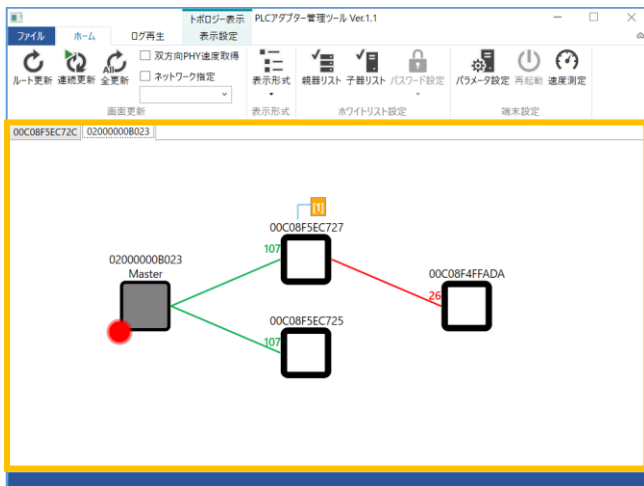 トポロジー表示 PLCアダプター管理ツール Ver.1.1
ファイル ホーム ログ再生 表示設定
双方向PHY速度取得
ネットワーク指定
ルート更新 連続更新 All 全更新 表示形式 親器リスト 子器リスト パスワード設定 パラメータ設定 再起動 速度測定
画面更新 表示形式 ホワイトリスト設定 端末設定
00C08F5EC72C 02000000B023
[1]
00C08F5EC727
107
02000000B023
Master
00C08F4FFADA
26
00C08F5EC725
107